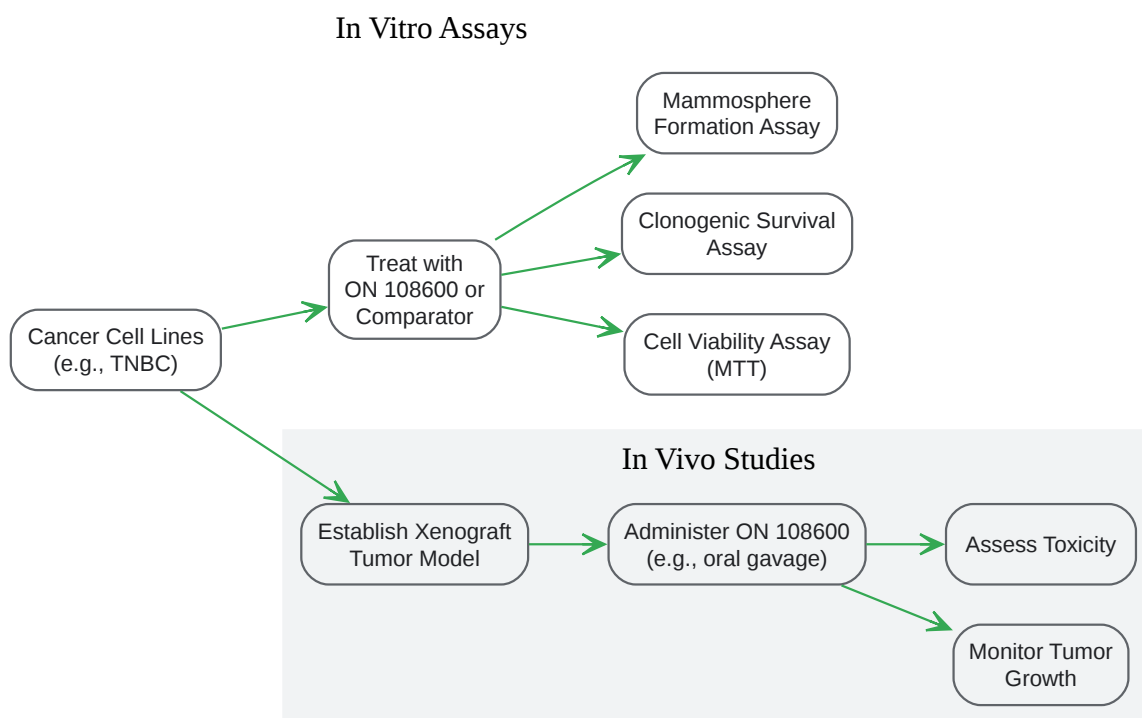 In Vitro Assays
Mammosphere
Formation Assay
Clonogenic Survival
Assay
Treat with
ON 108600 or
Comparator
Cancer Cell Lines
(e.g., TNBC)
Cell Viability Assay
(MTT)
In Vivo Studies
Establish Xenograft
Tumor Model
Administer ON 108600
(e.g., oral gavage)
Assess Toxicity
Monitor Tumor
Growth